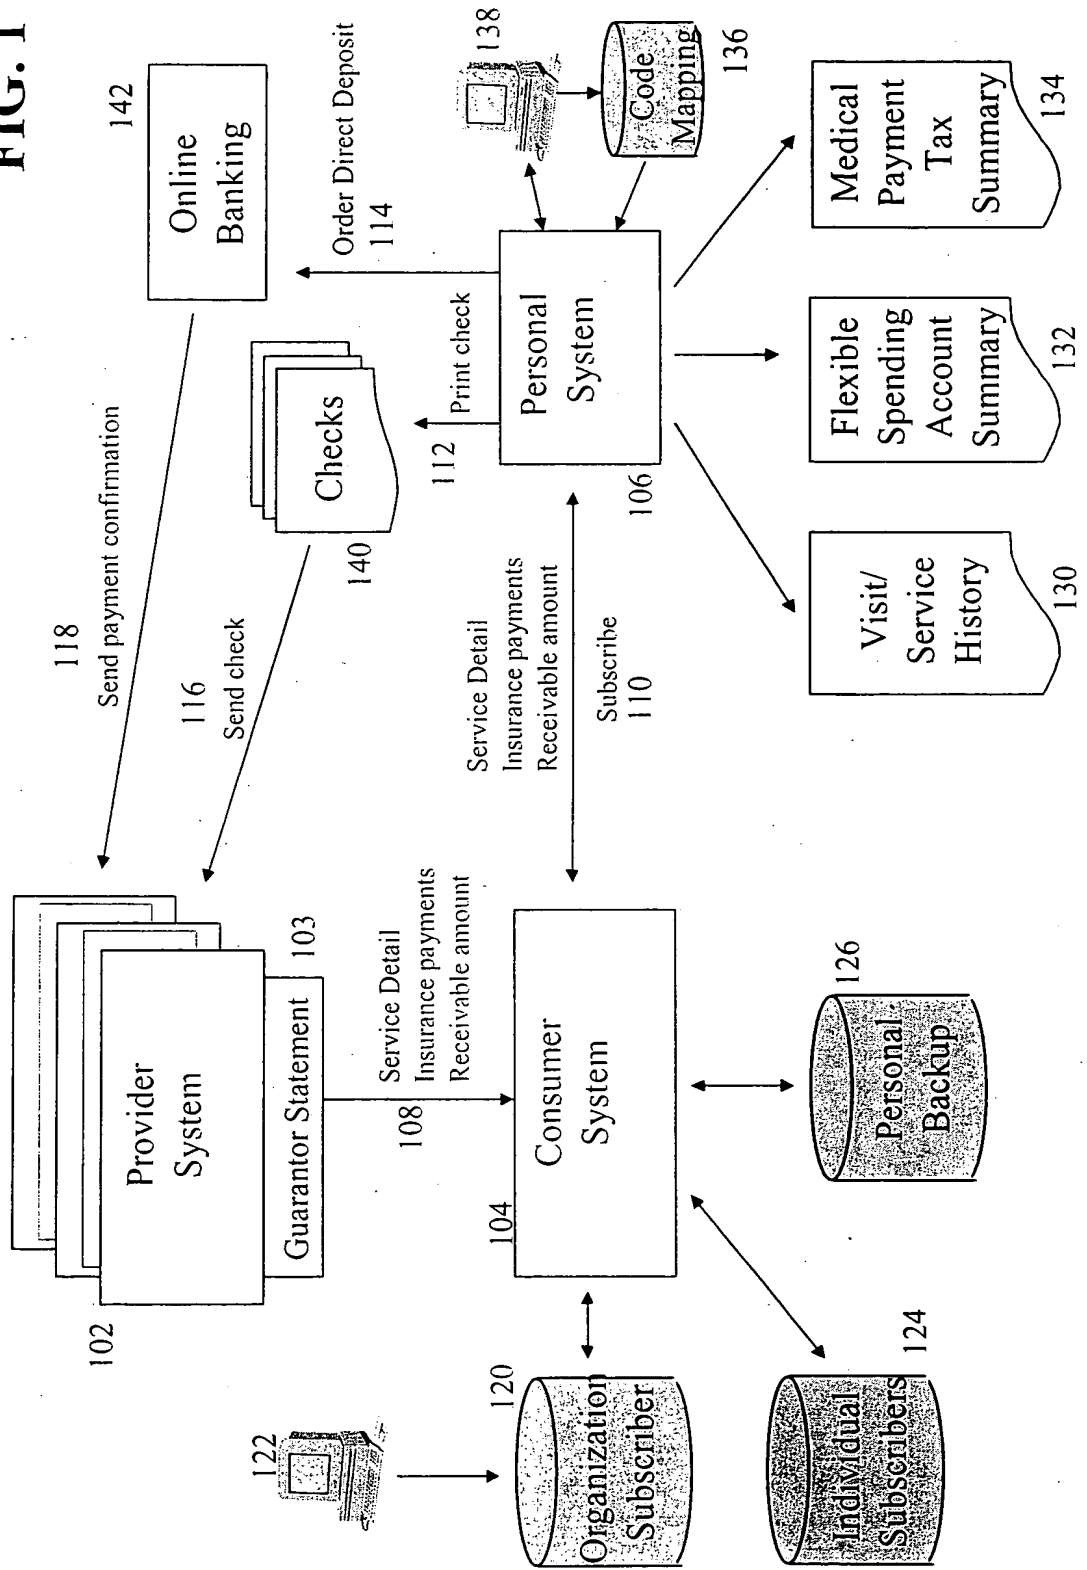 FIG. 1
102
Provider
System
Guarantor Statement
103
118
Send payment confirmation
116
Send check
142
Online
Banking
Checks
140
Order Direct Deposit
114
Print check
112
138
Code
Mapping
136
122
Organization
Subscriber
120
108
Service Detail
Insurance payments
Receivable amount
104
Consumer
System
Service Detail
Insurance payments
Receivable amount
Subscribe
110
Personal
System
106
Individual
Subscribers
124
Personal
Backup
126
Visit/
Service
History
130
Flexible
Spending
Account
Summary
132
Medical
Payment
Tax
Summary
134